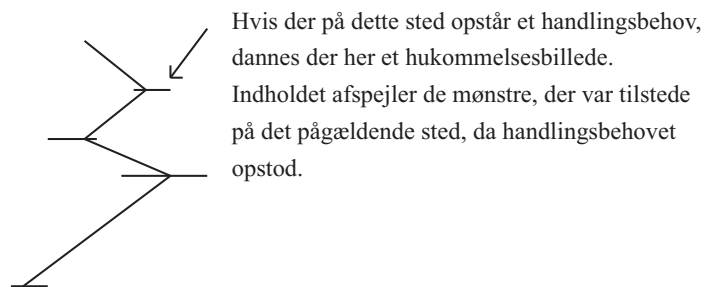 Hvis der på dette sted opstår et handlingsbehov,
dannes der her et hukommelsesbillede.
Indholdet afspejler de mønstre, der var tilstede
på det pågældende sted, da handlingsbehovet
opstod.